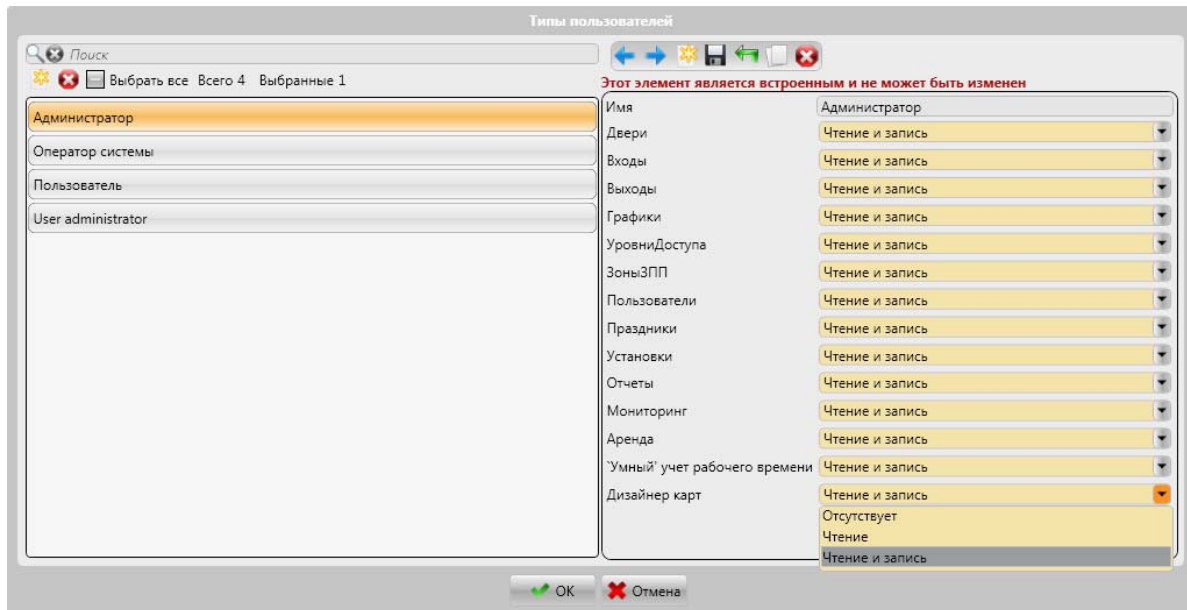 Типы пользователей
Поиск
Выбрать все Всего 4 Выбранные 1
Администратор
Оператор системы
Пользователь
User administrator
Этот элемент является встроенным и не может быть изменен
Имя Администратор
Двери Чтение и запись
Входы Чтение и запись
Выходы Чтение и запись
Графики Чтение и запись
УровниДоступа Чтение и запись
ЗоныЗПП Чтение и запись
Пользователи Чтение и запись
Праздники Чтение и запись
Установки Чтение и запись
Отчеты Чтение и запись
Мониторинг Чтение и запись
Аренда Чтение и запись
`Умный' учет рабочего времени Чтение и запись
Дизайнер карт Чтение и запись
Отсутствует
Чтение
Чтение и запись
OK Отмена